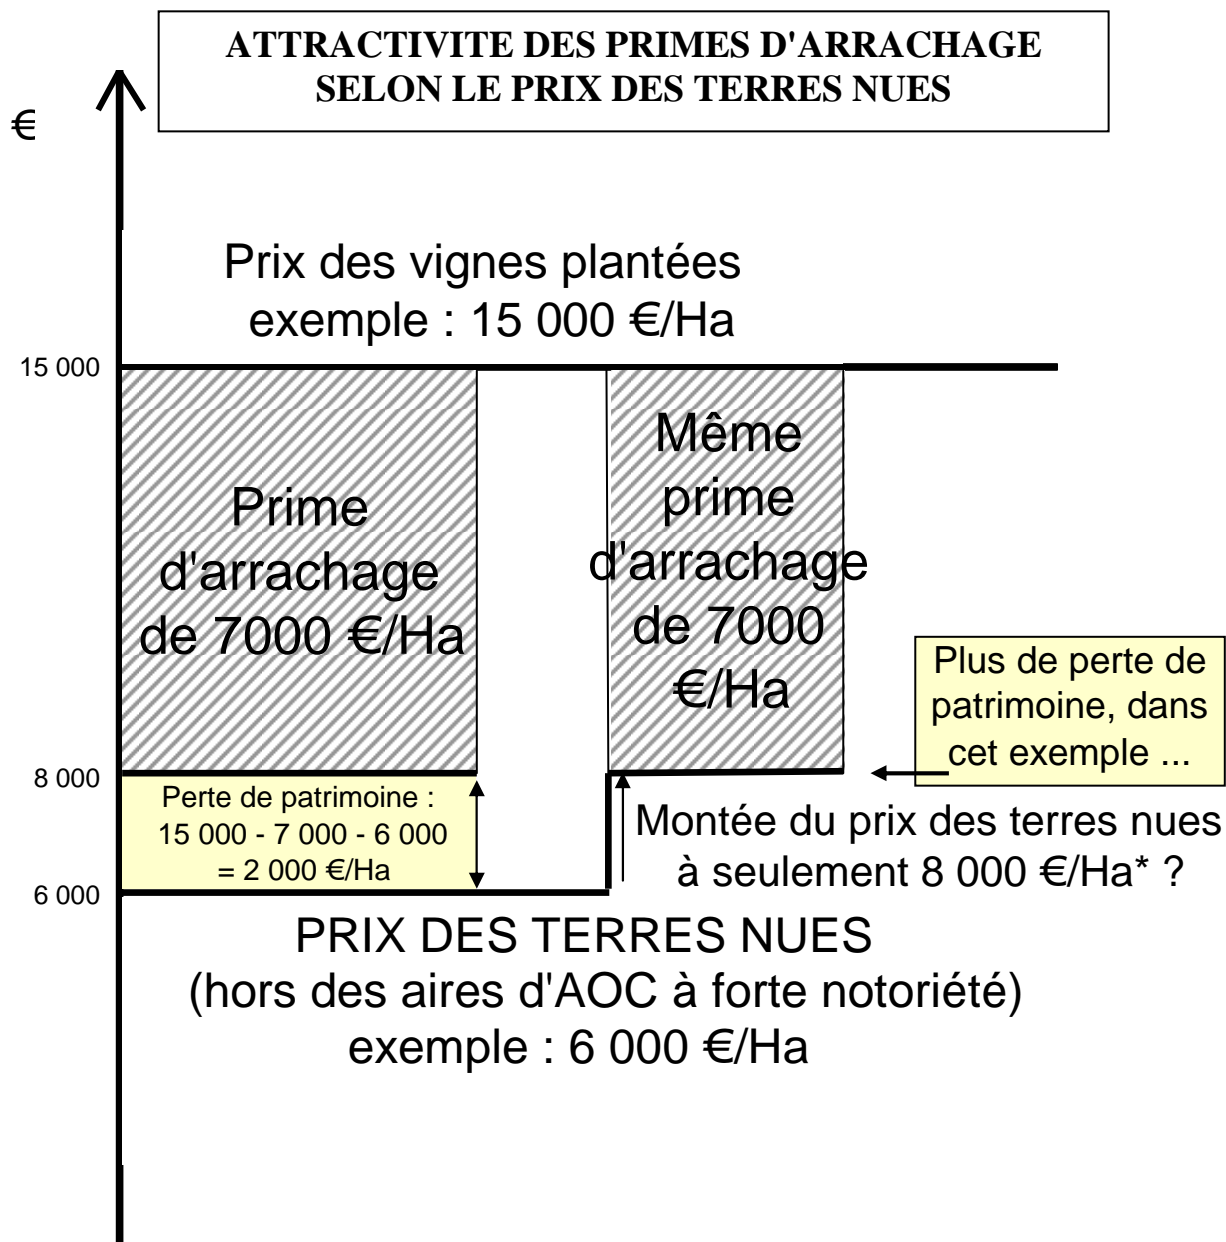 ATTRACTIVITE DES PRIMES D'ARRACHAGE
SELON LE PRIX DES TERRES NUES
€
Prix des vignes plantées
exemple : 15 000 €/Ha
15 000
Prime
d'arrachage
de 7000 €/Ha
Même
prime
d'arrachage
de 7000
€/Ha
Plus de perte de
patrimoine, dans
cet exemple ...
8 000
Perte de patrimoine :
15 000 - 7 000 - 6 000
= 2 000 €/Ha
Montée du prix des terres nues
à seulement 8 000 €/Ha* ?
6 000
PRIX DES TERRES NUES
(hors des aires d'AOC à forte notoriété)
exemple : 6 000 €/Ha